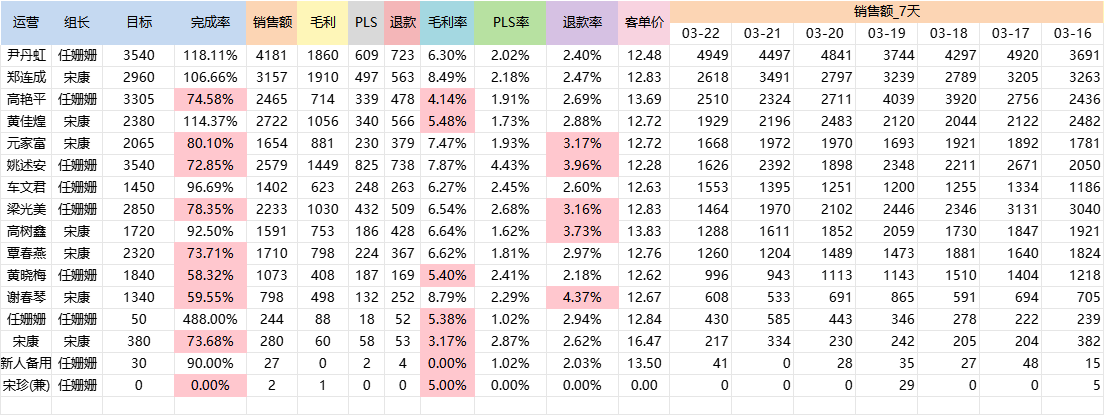 运营 组长 目标 完成率 销售额 毛利 PLS 退款 毛利率 PLS率 退款率 客单价 销售额_7天
03-22 03-21 03-20 03-19 03-18 03-17 03-16
尹丹虹 任姗姗 3540 118.11% 4181 1860 609 723 6.30% 2.02% 2.40% 12.48 4949 4497 4841 3744 4297 4920 3691
郑连成 宋康 2960 106.66% 3157 1910 497 563 8.49% 2.18% 2.47% 12.83 2618 3491 2797 3239 2789 3205 3263
高艳平 任姗姗 3305 74.58% 2465 714 339 478 4.14% 1.91% 2.69% 13.69 2510 2324 2711 4039 3920 2756 2436
黄佳煌 宋康 2380 114.37% 2722 1056 340 566 5.48% 1.73% 2.88% 12.72 1929 2196 2483 2120 2044 2122 2482
元家富 宋康 2065 80.10% 1654 881 230 379 7.47% 1.93% 3.17% 12.72 1668 1972 1970 1693 1921 1892 1781
姚述安 任姗姗 3540 72.85% 2579 1449 825 738 7.87% 4.43% 3.96% 12.28 1626 2392 1898 2348 2211 2671 2050
车文君 任姗姗 1450 96.69% 1402 623 248 263 6.27% 2.45% 2.60% 12.63 1553 1395 1251 1200 1255 1334 1186
梁光美 任姗姗 2850 78.35% 2233 1030 432 509 6.54% 2.68% 3.16% 12.83 1464 1970 2102 2446 2346 3131 3040
高树鑫 宋康 1720 92.50% 1591 753 186 428 6.64% 1.62% 3.73% 13.83 1288 1611 1852 2059 1730 1847 1921
覃春燕 宋康 2320 73.71% 1710 798 224 367 6.62% 1.81% 2.97% 12.76 1260 1204 1489 1473 1881 1640 1824
黄晓梅 任姗姗 1840 58.32% 1073 408 187 169 5.40% 2.41% 2.18% 12.62 996 943 1113 1143 1510 1404 1218
谢春琴 宋康 1340 59.55% 798 498 132 252 8.79% 2.29% 4.37% 12.67 608 533 691 865 591 694 705
任姗姗 任姗姗 50 488.00% 244 88 18 52 5.38% 1.02% 2.94% 12.84 430 585 443 346 278 222 239
宋康 宋康 380 73.68% 280 60 58 53 3.17% 2.87% 2.62% 16.47 217 334 230 242 205 204 382
新人备用 任姗姗 30 90.00% 27 0 2 4 0.00% 1.02% 2.03% 13.50 41 0 28 35 27 48 15
宋珍(兼) 任姗姗 0 0.00% 2 1 0 0 5.00% 0.00% 0.00% 0.00 0 0 0 29 0 0 5